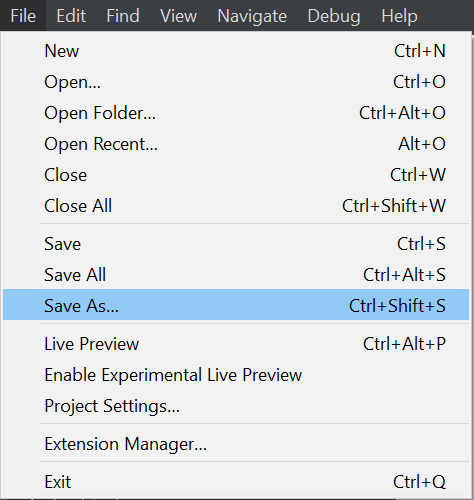 File Edit Find View Navigate Debug Help
New Ctrl+N
Open... Ctrl+O
Open Folder... Ctrl+Alt+O
Open Recent... Alt+O
Close Ctrl+W
Close All Ctrl+Shift+W
Save Ctrl+S
Save All Ctrl+Alt+S
Save As... Ctrl+Shift+S
Live Preview Ctrl+Alt+P
Enable Experimental Live Preview
Project Settings...
Extension Manager...
Exit Ctrl+Q